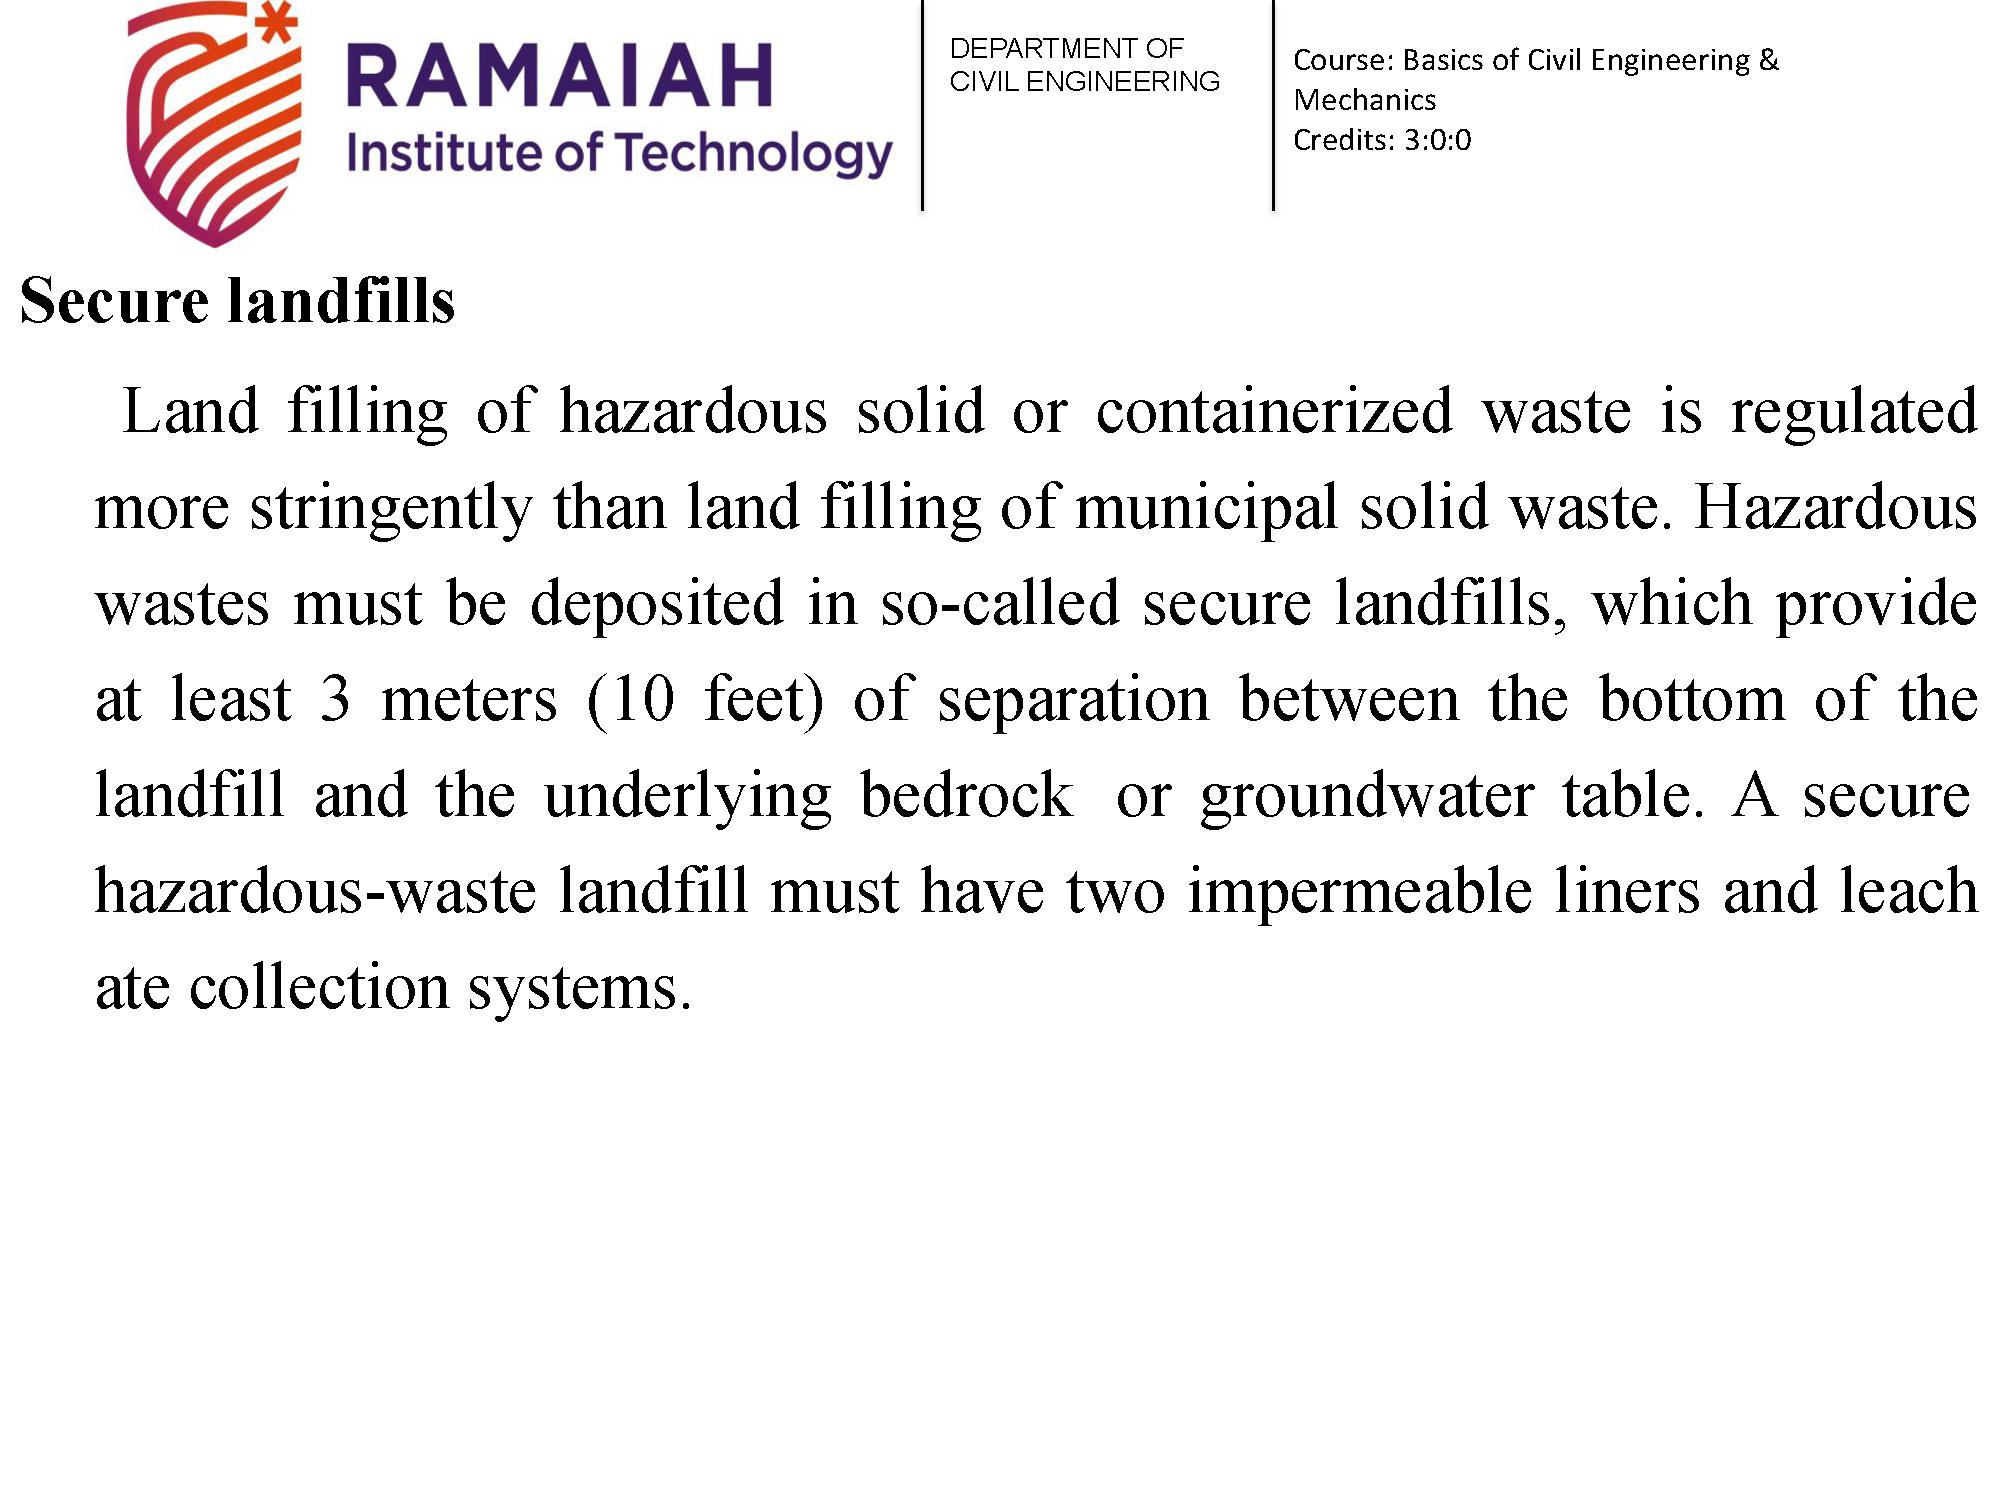 RAMAIAH
Institute of Technology
DEPARTMENT OF
CIVIL ENGINEERING
Course: Basics of Civil Engineering &
Mechanics
Credits: 3:0:0
Secure landfills
Land filling of hazardous solid or containerized waste is regulated
more stringently than land filling of municipal solid waste. Hazardous
wastes must be deposited in so-called secure landfills, which provide
at least 3 meters (10 feet) of separation between the bottom of the
landfill and the underlying bedrock or groundwater table. A secure
hazardous-waste landfill must have two impermeable liners and leach
ate collection systems.